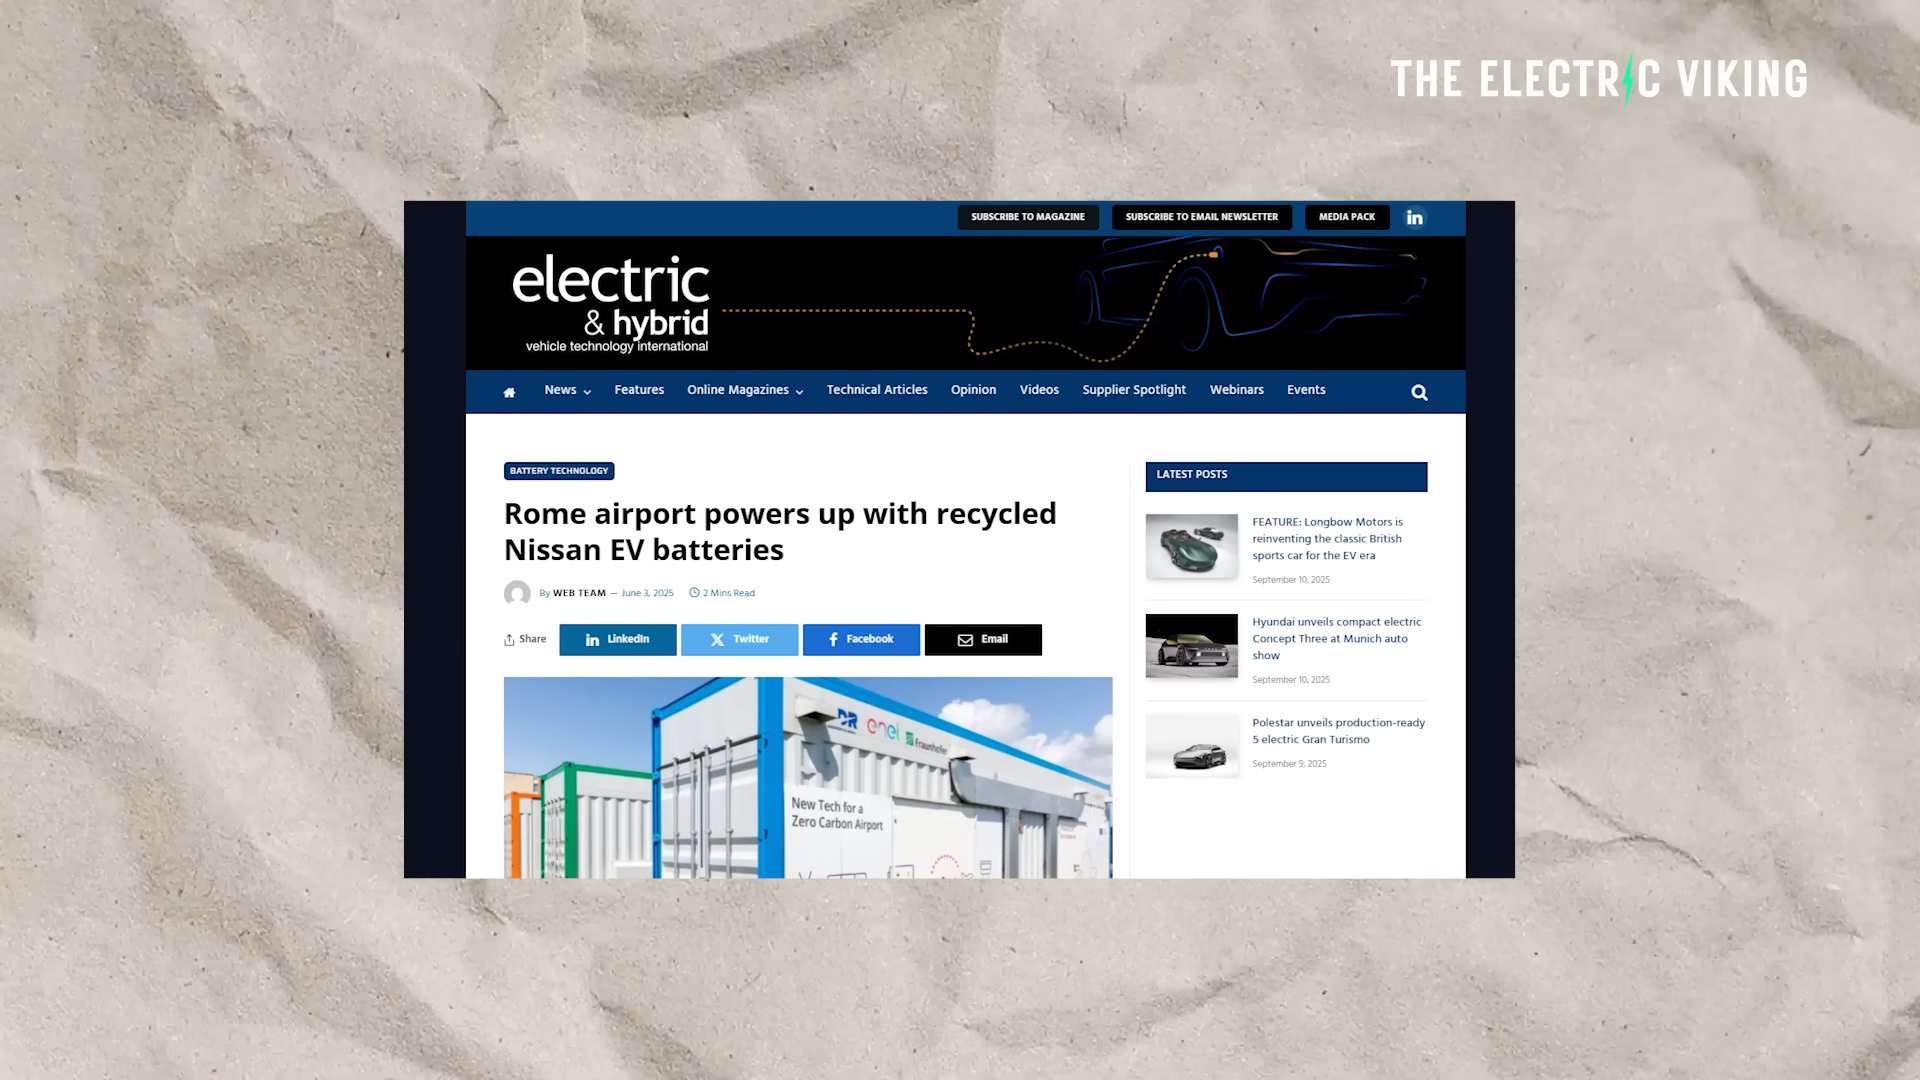 THE ELECTRIC VIKING
SUBSCRIBE TO MAGAZINE
SUBSCRIBE TO EMAIL NEWSLETTER
MEDIA PACK
in
electric
& hybrid
vehicle technology international
News
Features
Online Magazines
Technical Articles
Opinion
Videos
Supplier Spotlight
Webinars
Events
BATTERY TECHNOLOGY
Rome airport powers up with recycled
Nissan EV batteries
By WEB TEAM — June 3, 2025
2 Mins Read
Share
in LinkedIn
X Twitter
f Facebook
Email
enel
Fraunhofer
New Tech for a
Zero Carbon Airport
LATEST POSTS
FEATURE: Longbow Motors is
reinventing the classic British
sports car for the EV era
September 10, 2025
Hyundai unveils compact electric
Concept Three at Munich auto
show
September 10, 2025
Polestar unveils production-ready
5 electric Gran Turismo
September 9, 2025